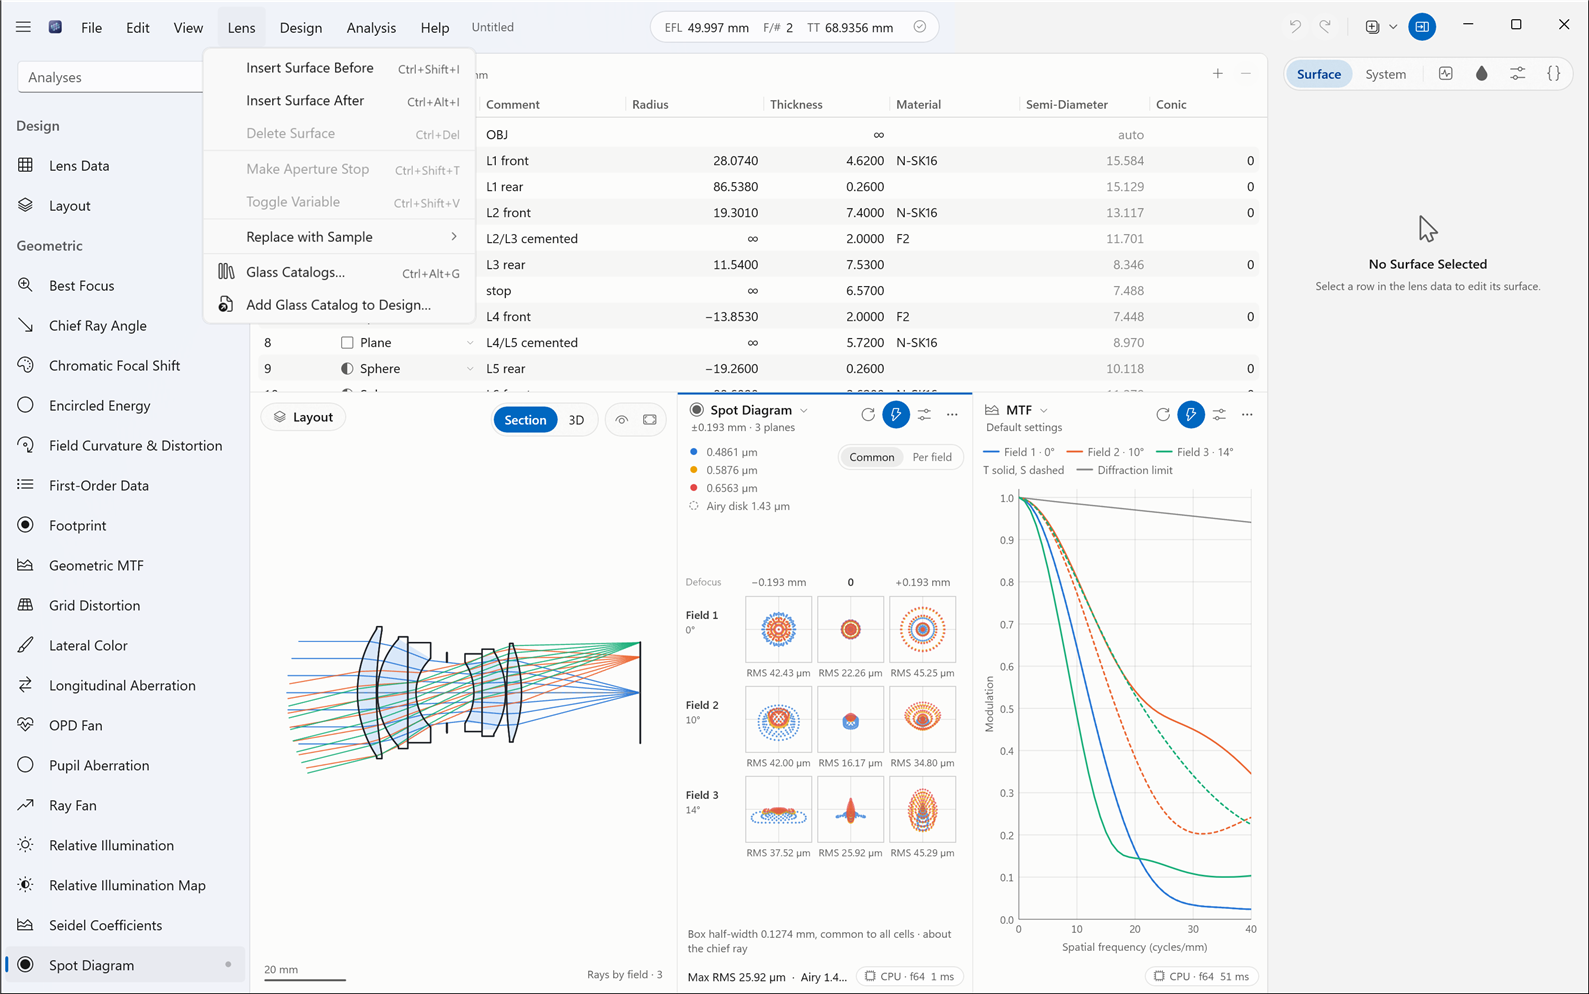 File Edit View Lens Design Analysis Help Untitled
EFL 49.997 mm F/# 2 TT 68.9356 mm
Analyses
Insert Surface Before Ctrl+Shift+I
Insert Surface After Ctrl+Alt+I
Delete Surface Ctrl+Del
Make Aperture Stop Ctrl+Shift+T
Toggle Variable Ctrl+Shift+V
Replace with Sample
Glass Catalogs... Ctrl+Alt+G
Add Glass Catalog to Design...
Design
Lens Data
Layout
Geometric
Best Focus
Chief Ray Angle
Chromatic Focal Shift
Encircled Energy
Field Curvature & Distortion
First-Order Data
Footprint
Geometric MTF
Grid Distortion
Lateral Color
Longitudinal Aberration
OPD Fan
Pupil Aberration
Ray Fan
Relative Illumination
Relative Illumination Map
Seidel Coefficients
Spot Diagram
mm
Comment Radius Thickness Material Semi-Diameter Conic
OBJ ∞ auto
L1 front 28.0740 4.6200 N-SK16 15.584 0
L1 rear 86.5380 0.2600 15.129 0
L2 front 19.3010 7.4000 N-SK16 13.117 0
L2/L3 cemented ∞ 2.0000 F2 11.701
L3 rear 11.5400 7.5300 8.346 0
stop ∞ 6.5700 7.488
L4 front −13.8530 2.0000 F2 7.448 0
8 Plane L4/L5 cemented ∞ 5.7200 N-SK16 8.970
9 Sphere L5 rear −19.2600 0.2600 10.118 0
Layout
Section 3D
20 mm
Rays by field · 3
Spot Diagram
±0.193 mm · 3 planes
0.4861 µm
0.5876 µm
0.6563 µm
Airy disk 1.43 µm
Common Per field
Defocus −0.193 mm 0 +0.193 mm
Field 1
0°
RMS 42.43 µm RMS 22.26 µm RMS 45.25 µm
Field 2
10°
RMS 42.00 µm RMS 16.17 µm RMS 34.80 µm
Field 3
14°
RMS 37.52 µm RMS 25.92 µm RMS 45.29 µm
Box half-width 0.1274 mm, common to all cells · about
the chief ray
Max RMS 25.92 µm · Airy 1.4...
CPU · f64 1 ms
MTF
Default settings
Field 1 · 0° Field 2 · 10° Field 3 · 14°
T solid, S dashed Diffraction limit
Modulation
1.0
0.9
0.8
0.7
0.6
0.5
0.4
0.3
0.2
0.1
0.0
0 10 20 30 40
Spatial frequency (cycles/mm)
CPU · f64 51 ms
Surface System {}
No Surface Selected
Select a row in the lens data to edit its surface.